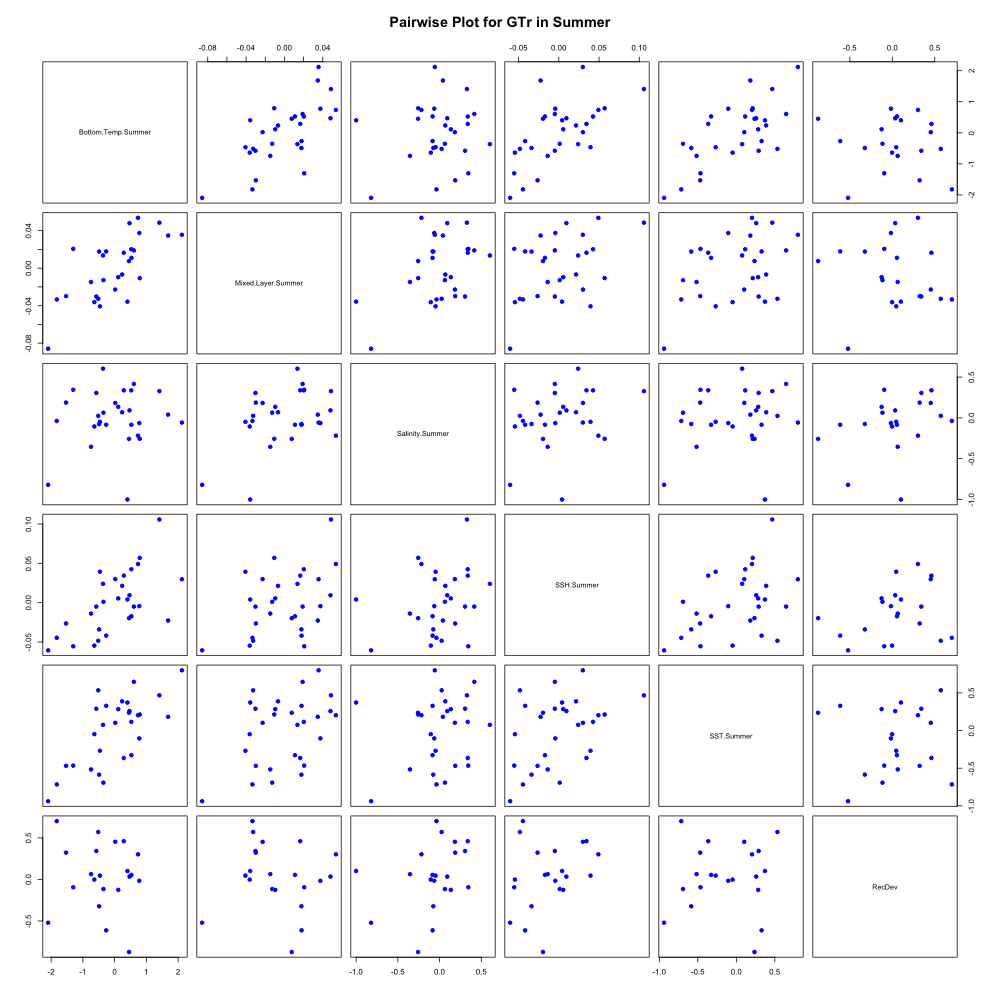 Pairwise Plot for GTr in Summer
-0.08 -0.04 0.00 0.04 -0.05 0.00 0.05 0.10 -0.5 0.0 0.5
Bottom.Temp.Summer
-2 -1 0 1 2
Mixed.Layer.Summer
-0.08 -0.04 0.00 0.04
Salinity.Summer
-1.0 -0.5 0.0 0.5
SSH.Summer
-0.05 0.00 0.05 0.10
SST.Summer
-1.0 -0.5 0.0 0.5
RecDev
-0.5 0.0 0.5
-2 -1 0 1 2 -1.0 -0.5 0.0 0.5 -1.0 -0.5 0.0 0.5